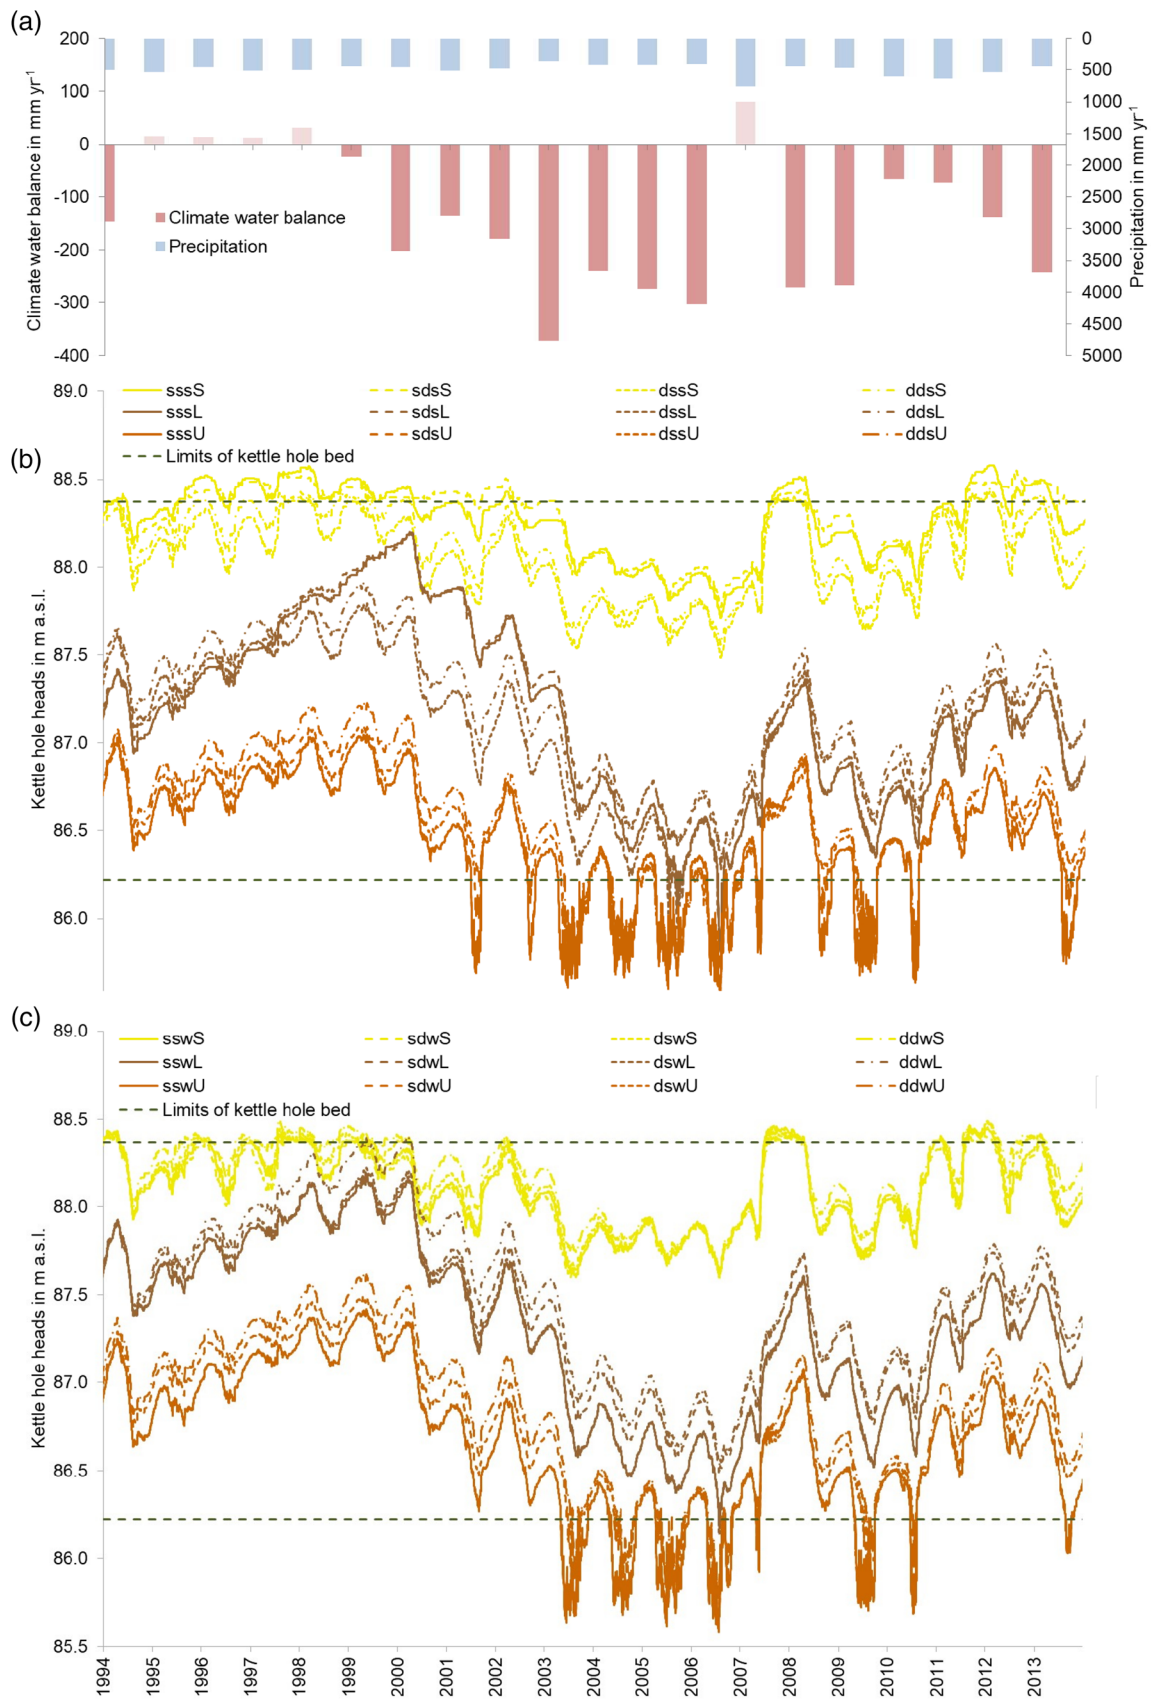 (a)
Climate water balance in mm yr⁻¹
200
100
0
-100
-200
-300
-400
Climate water balance
Precipitation
0
500
1000
1500
2000
2500
3000
3500
4000
4500
5000
Precipitation in mm yr⁻¹
(b)
Kettle hole heads in m a.s.l.
89.0
88.5
88.0
87.5
87.0
86.5
86.0
sssS sdsS dssS ddsS
sssL sdsL dssL ddsL
sssU sdsU dssU ddsU
Limits of kettle hole bed
(c)
Kettle hole heads in m a.s.l.
89.0
88.5
88.0
87.5
87.0
86.5
86.0
85.5
sswS sdwS dswS ddwS
sswL sdwL dswL ddwL
sswU sdwU dswU ddwU
Limits of kettle hole bed
1994 1995 1996 1997 1998 1999 2000 2001 2002 2003 2004 2005 2006 2007 2008 2009 2010 2011 2012 2013